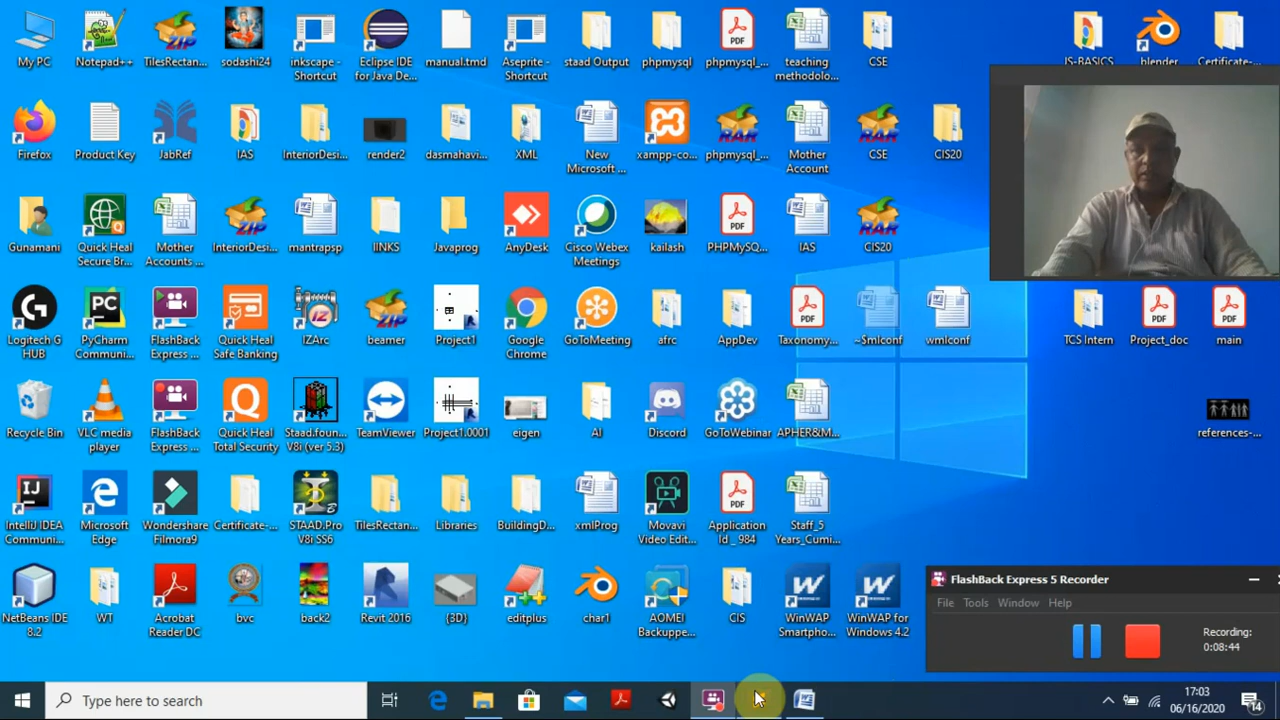 My PC
Notepad++
TilesRectan...
sodashi24
inkscape - Shortcut
Eclipse IDE for Java De...
manual.tmd
Aseprite - Shortcut
staad Output
phpmysql
phpmysql_...
teaching methodolo...
CSE
JS-BASICS
blender
Certificate-...
Firefox
Product Key
JabRef
IAS
InteriorDesi...
render2
dasmahavi...
XML
New Microsoft ...
xampp-co...
phpmysql_...
Mother Account
CSE
CIS20
Gunamani
Quick Heal Secure Br...
Mother Accounts ...
InteriorDesi...
mantrapsp
lINKS
Javaprog
AnyDesk
Cisco Webex Meetings
kailash
PHPMySQ...
IAS
CIS20
Logitech G HUB
PyCharm Communi...
FlashBack Express ...
Quick Heal Safe Banking
IZArc
beamer
Project1
Google Chrome
GoToMeeting
afrc
AppDev
Taxonomy...
~$mlconf
wmlconf
TCS Intern
Project_doc
main
Recycle Bin
VLC media player
FlashBack Express ...
Quick Heal Total Security
Staad.foun... V8i (ver 5.3)
TeamViewer
Project1.0001
eigen
AI
Discord
GoToWebinar
APHER&M...
references-...
IntelliJ IDEA Communi...
Microsoft Edge
Wondershare Filmora9
Certificate-...
STAAD.Pro V8i SS6
TilesRectan...
Libraries
BuildingD...
xmlProg
Movavi Video Edit...
Application Id _ 984
Staff_5 Years_Cumi...
NetBeans IDE 8.2
WT
Acrobat Reader DC
bvc
back2
Revit 2016
{3D}
editplus
char1
AOMEI Backuppe...
CIS
WinWAP Smartpho...
WinWAP for Windows 4.2
FlashBack Express 5 Recorder
File Tools Window Help
Recording:
0:08:44
Type here to search
17:03
06/16/2020
14